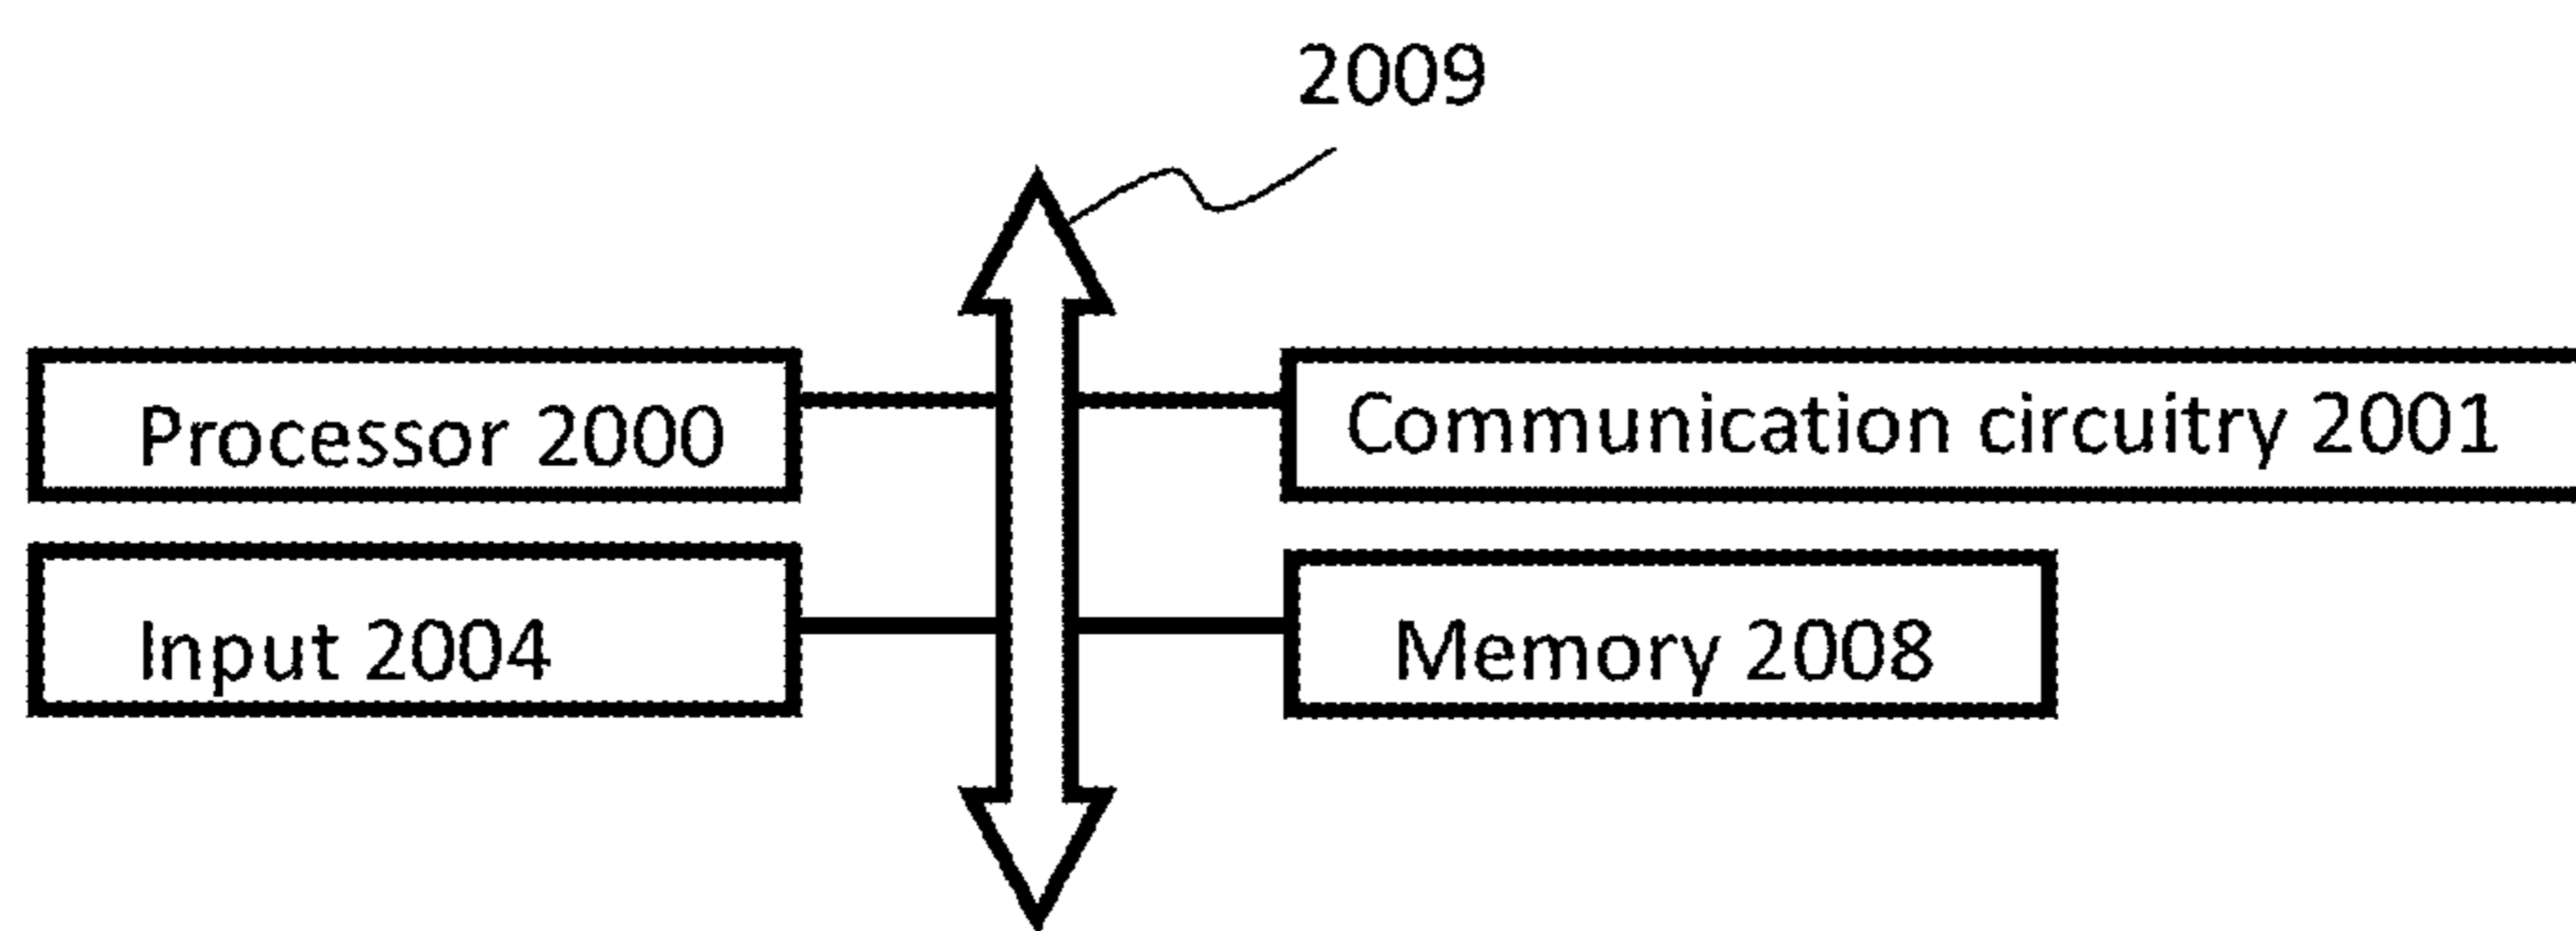 2009
Processor 2000
Communication circuitry 2001
Input 2004
Memory 2008